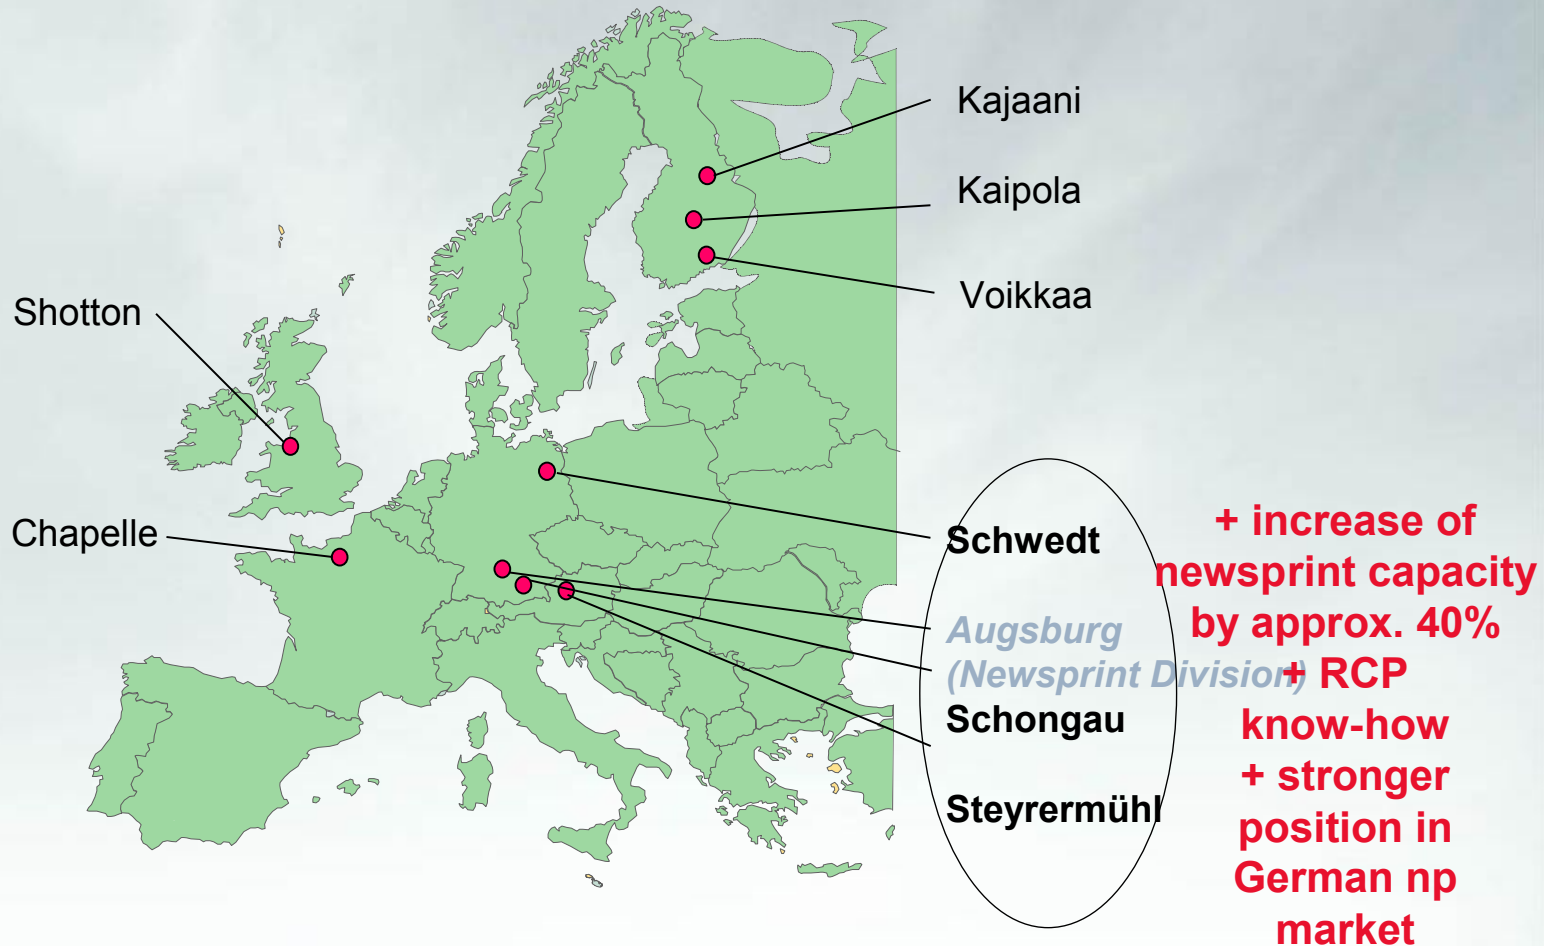 Kajaani
Kaipola
Voikkaa
Shotton
Chapelle
Schwedt
Augsburg
(Newsprint Division)
Schongau
Steyrermühl
+ increase of
newsprint capacity
by approx. 40%
+ RCP
know-how
+ stronger
position in
German np
market